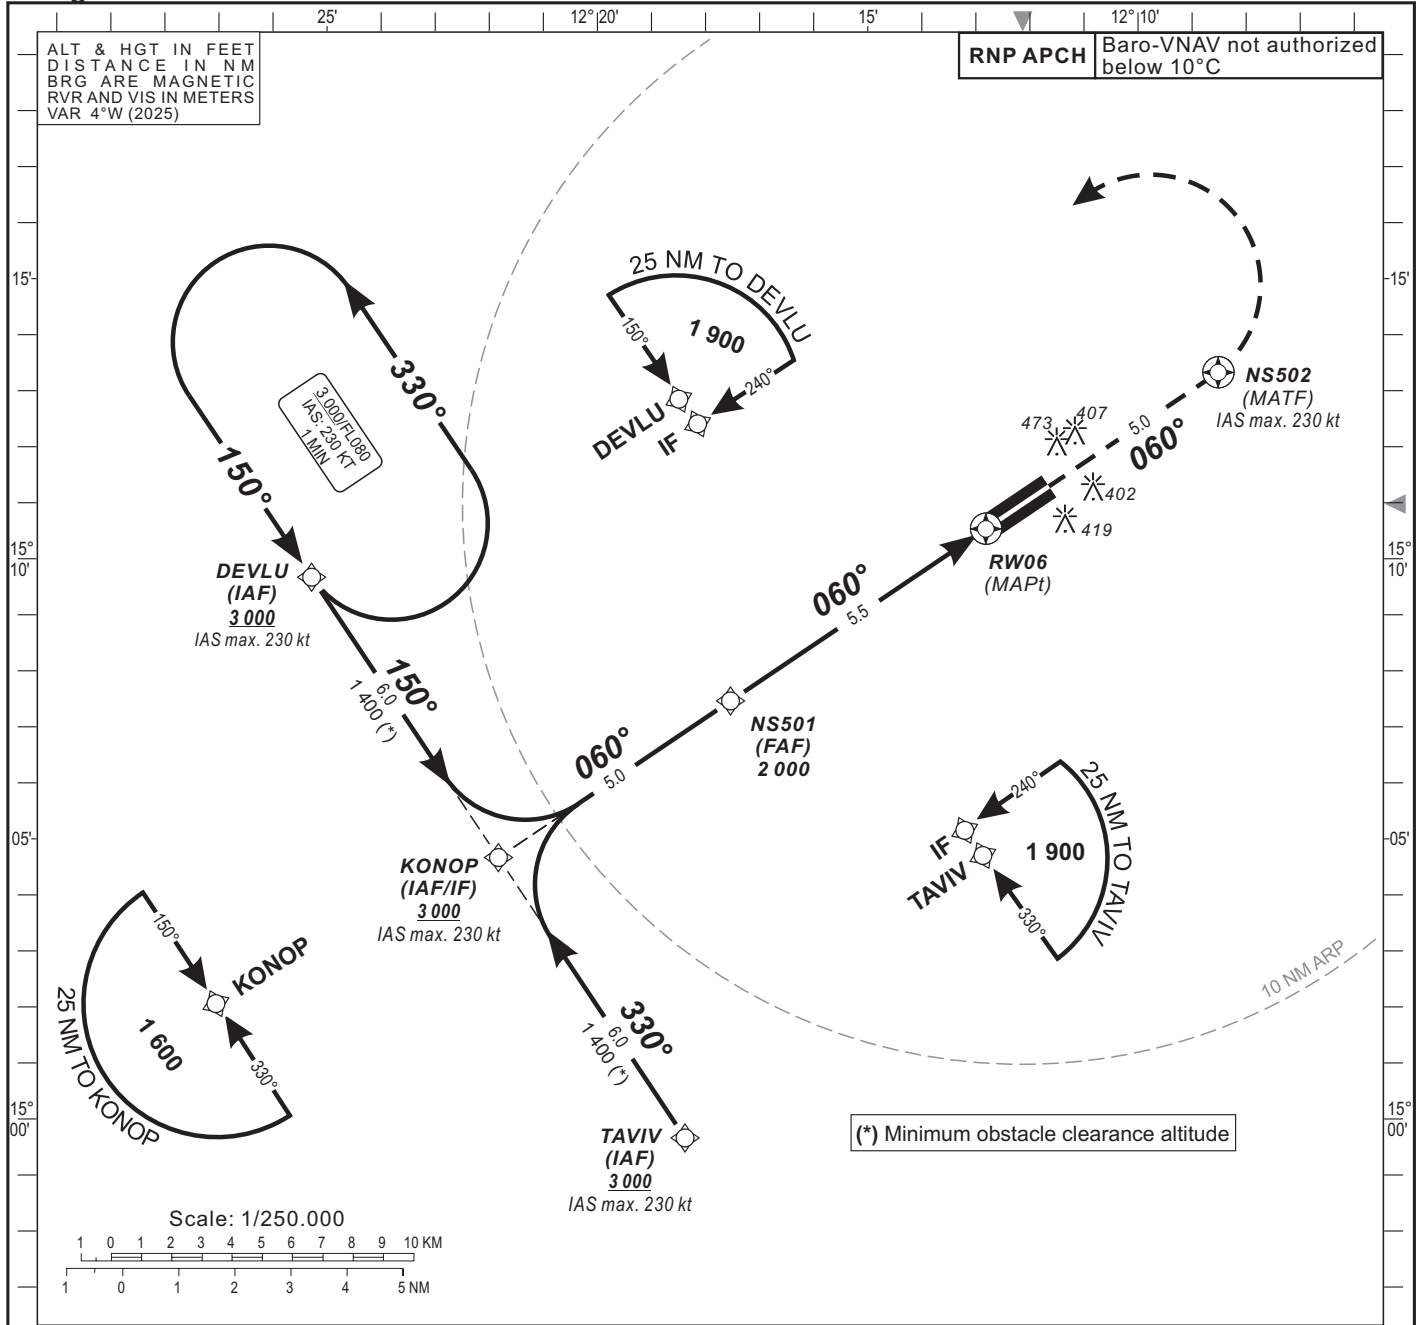 25'
12°20'
15'
12°10'
ALT & HGT IN FEET
DISTANCE IN NM
BRG ARE MAGNETIC
RVR AND VIS IN METERS
VAR 4°W (2025)
RNP APCH
Baro-VNAV not authorized
below 10°C
15'
15'
25 NM TO DEVLU
1 900
150°
240°
DEVLU
IF
330°
3 000/FL080
IAS: 230 KT
1 MIN
150°
NS502
(MATF)
IAS max. 230 kt
473
407
5.0
060°
402
419
RW06
(MAPt)
15°
10'
15°
10'
DEVLU
(IAF)
3 000
IAS max. 230 kt
060°
5.5
150°
6.0
1 400 (*)
NS501
(FAF)
2 000
060°
5.0
05'
05'
KONOP
(IAF/IF)
3 000
IAS max. 230 kt
240°
25 NM TO TAVIV
IF
TAVIV
1 900
330°
150°
KONOP
25 NM TO KONOP
1 600
330°
10 NM ARP
330°
6.0
1 400 (*)
15°
00'
15°
00'
TAVIV
(IAF)
3 000
IAS max. 230 kt
(*) Minimum obstacle clearance altitude
Scale: 1/250.000
1 0 1 2 3 4 5 6 7 8 9 10 KM
1 0 1 2 3 4 5 NM